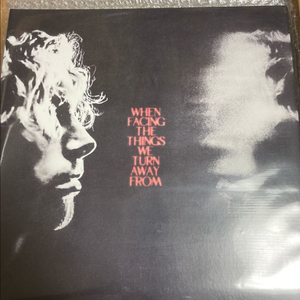 WHEN
FACING
THE
THINGS
WE
TURN
AWAY
FROM